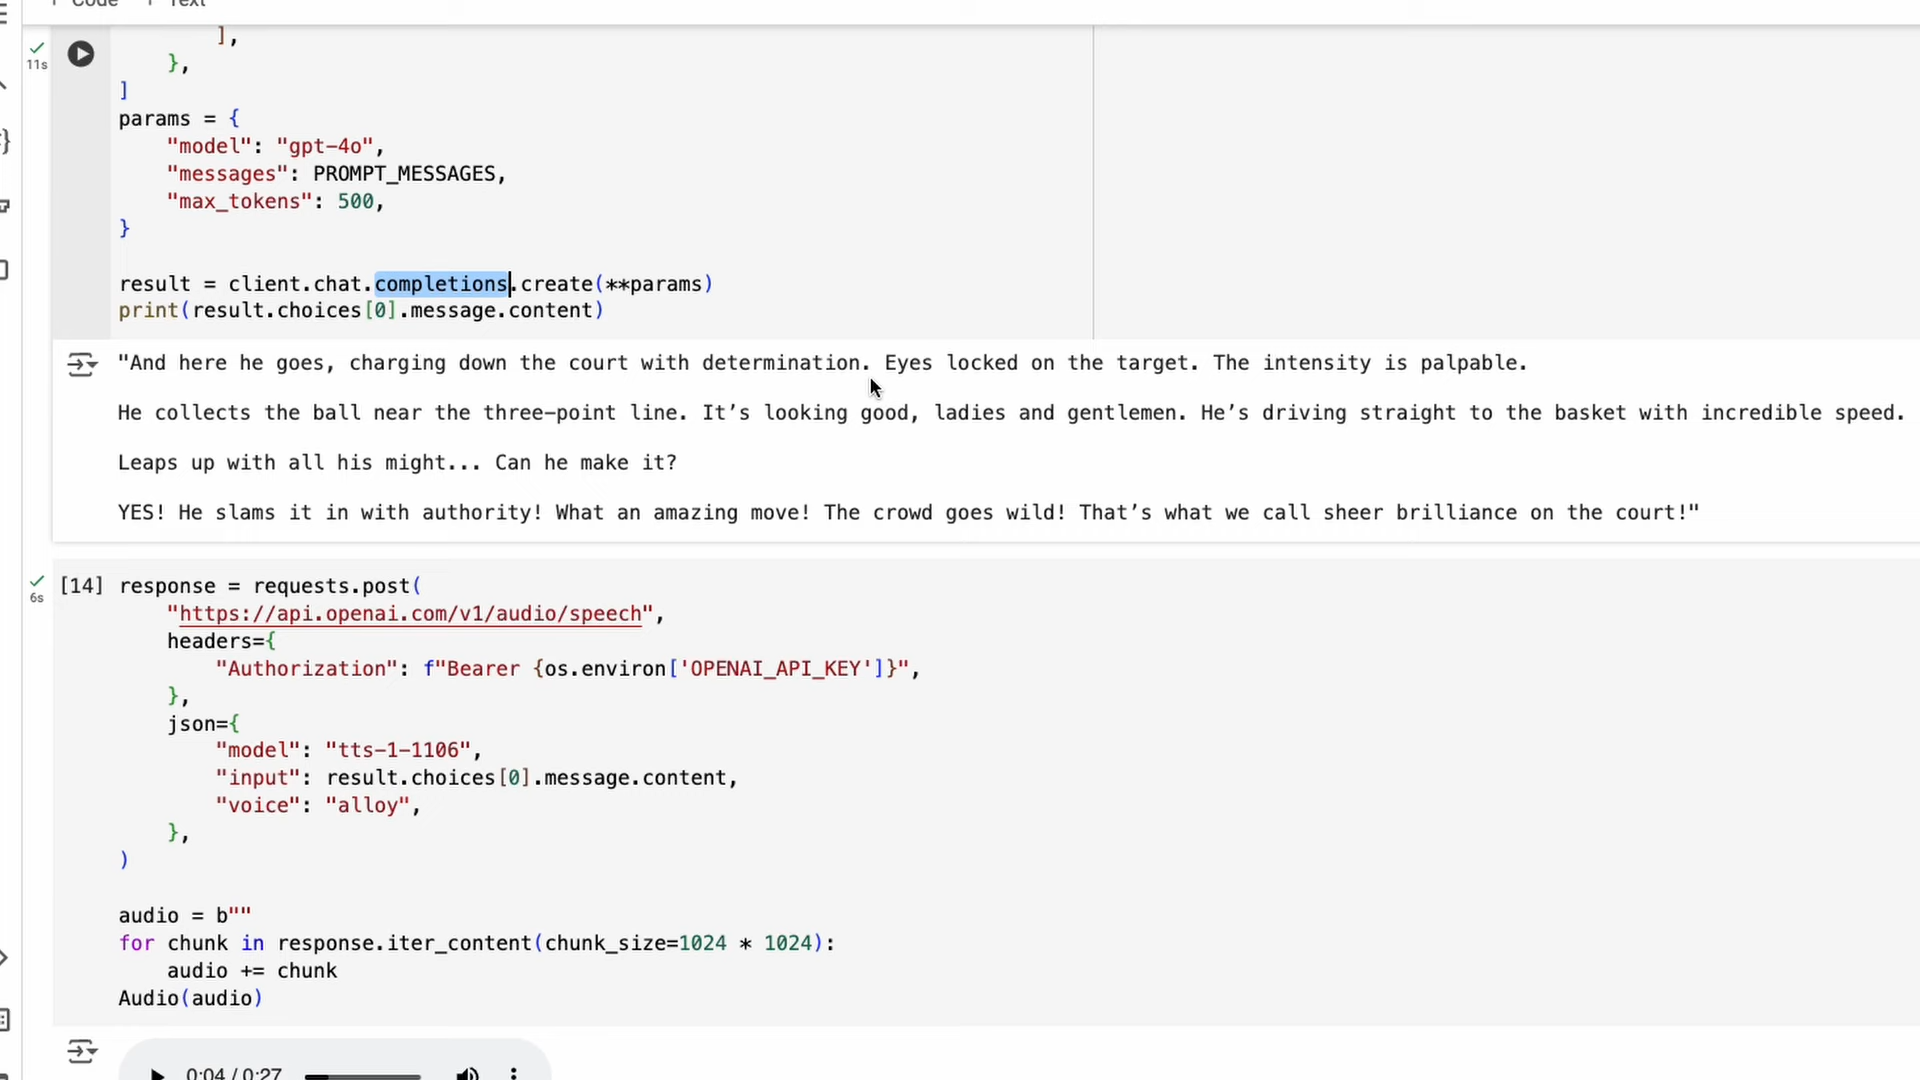 + Code + Text
11s
],
},
]
params = {
"model": "gpt-4o",
"messages": PROMPT_MESSAGES,
"max_tokens": 500,
}
result = client.chat.completions.create(**params)
print(result.choices[0].message.content)
"And here he goes, charging down the court with determination. Eyes locked on the target. The intensity is palpable.
He collects the ball near the three-point line. It’s looking good, ladies and gentlemen. He’s driving straight to the basket with incredible speed.
Leaps up with all his might... Can he make it?
YES! He slams it in with authority! What an amazing move! The crowd goes wild! That’s what we call sheer brilliance on the court!"
6s
[14] response = requests.post(
"https://api.openai.com/v1/audio/speech",
headers={
"Authorization": f"Bearer {os.environ['OPENAI_API_KEY']}",
},
json={
"model": "tts-1-1106",
"input": result.choices[0].message.content,
"voice": "alloy",
},
)
audio = b""
for chunk in response.iter_content(chunk_size=1024 * 1024):
audio += chunk
Audio(audio)
0:04 / 0:27